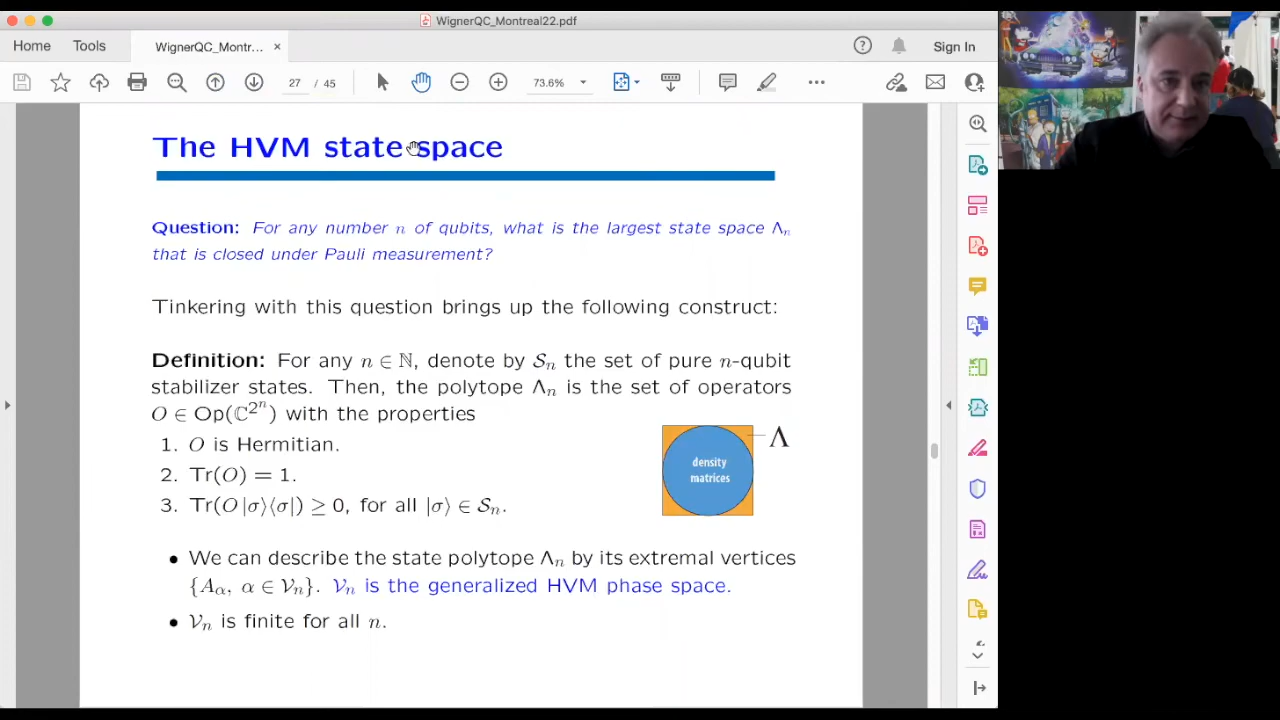 WignerQC_Montreal22.pdf
Home Tools WignerQC_Montr... × Sign In
27 / 45 73.6%
The HVM state space
Question: For any number n of qubits, what is the largest state space Λₙ
that is closed under Pauli measurement?
Tinkering with this question brings up the following construct:
Definition: For any n ∈ ℕ, denote by 𝒮ₙ the set of pure n-qubit
stabilizer states. Then, the polytope Λₙ is the set of operators
O ∈ Op(ℂ^{2^n}) with the properties
1. O is Hermitian.
2. Tr(O) = 1.
3. Tr(O|σ⟩⟨σ|) ≥ 0, for all |σ⟩ ∈ 𝒮ₙ.
Λ
density
matrices
• We can describe the state polytope Λₙ by its extremal vertices
{A_α, α ∈ 𝒱ₙ}. 𝒱ₙ is the generalized HVM phase space.
• 𝒱ₙ is finite for all n.